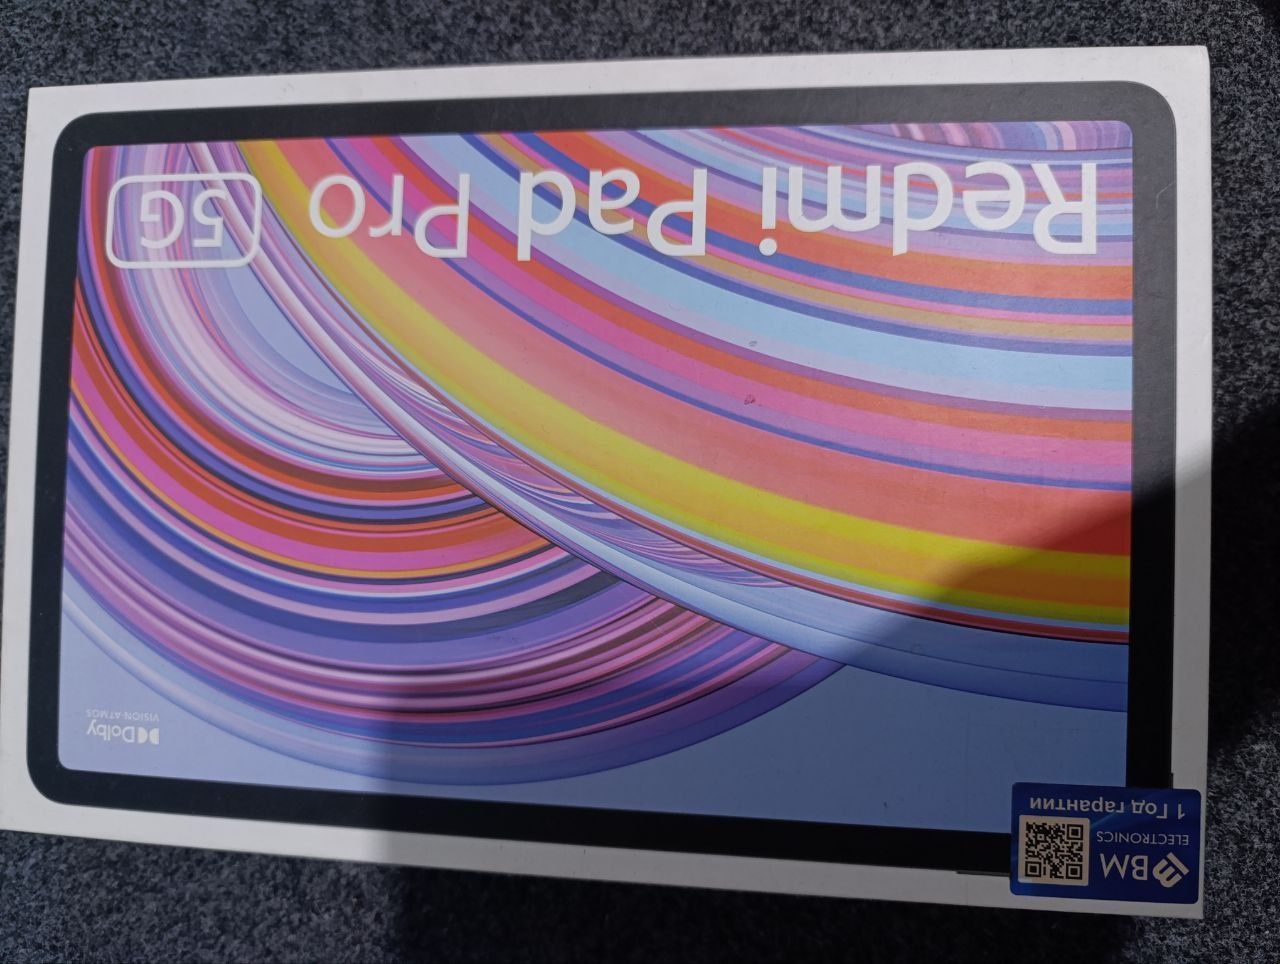 Redmi Pad Pro 5G
Dolby
VISION·ATMOS
BM
ELECTRONICS
1 Год гарантии